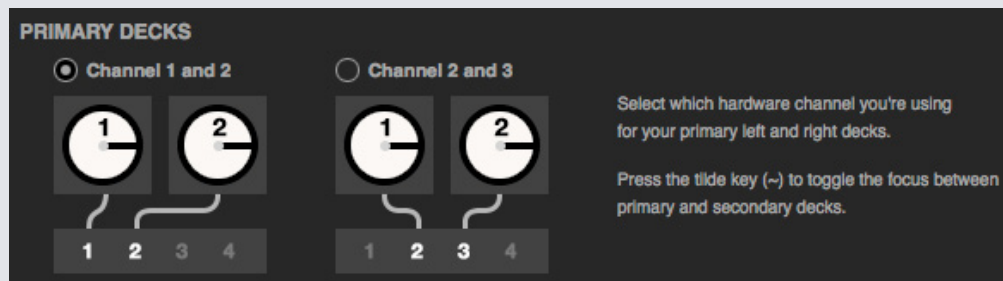 PRIMARY DECKS
Channel 1 and 2
Channel 2 and 3
1 2
1 2
1 2 3 4
1 2 3 4
Select which hardware channel you're using
for your primary left and right decks.
Press the tilde key (~) to toggle the focus between
primary and secondary decks.